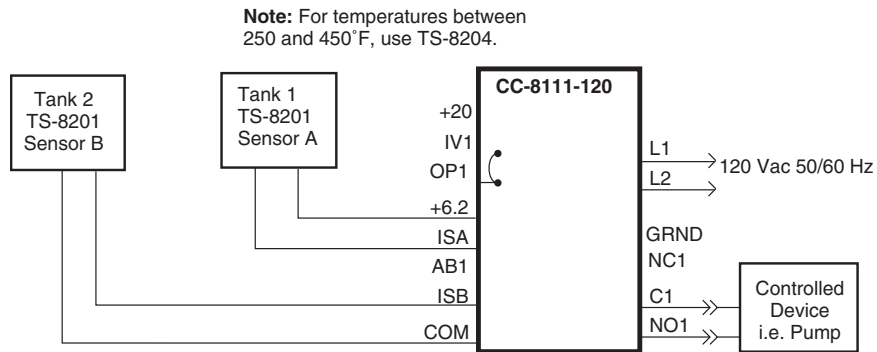 Note: For temperatures between
250 and 450˚F, use TS-8204.
Tank 2
TS-8201
Sensor B
Tank 1
TS-8201
Sensor A
CC-8111-120
+20
IV1
OP1
+6.2
ISA
AB1
ISB
COM
L1
L2
120 Vac 50/60 Hz
GRND
NC1
C1
NO1
Controlled
Device
i.e. Pump